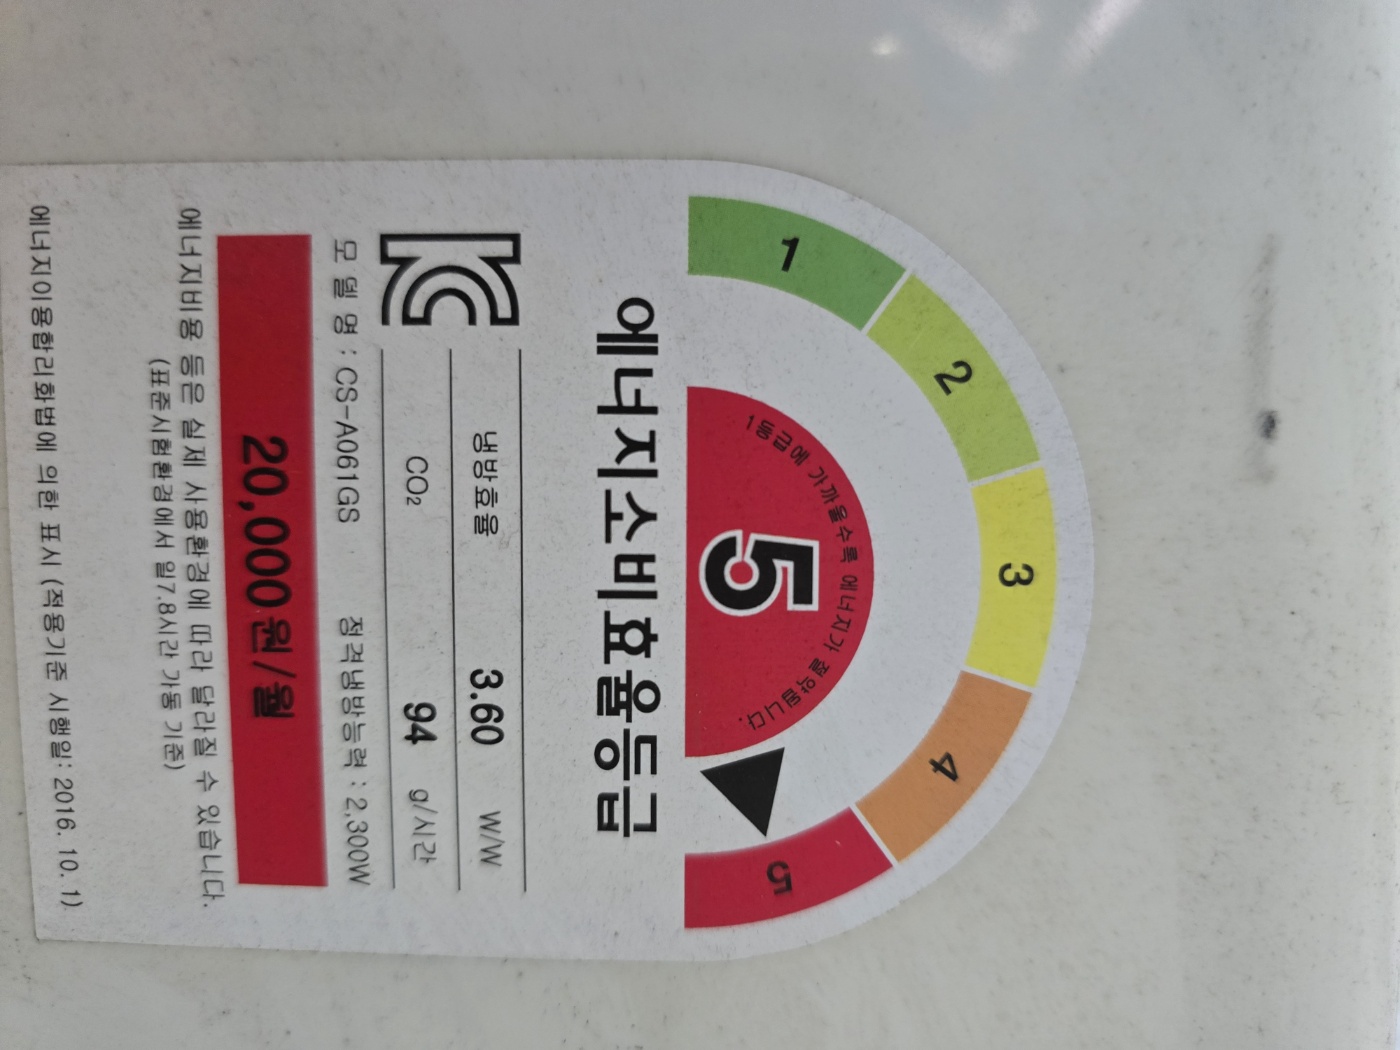 1
2
3
4
5
1등급에 가까울수록 에너지가 절약됩니다.
5
에너지소비효율등급
냉방효율 3.60 W/W
CO₂ 94 g/시간
모델명 : CS-A061GS 정격냉방능력 : 2,300W
20,000원/월
에너지비용 등은 실제 사용환경에 따라 달라질 수 있습니다.
(표준시험환경에서 일7.8시간 가동 기준)
에너지이용합리화법에 의한 표시 (적용기준 시행일: 2016. 10. 1)